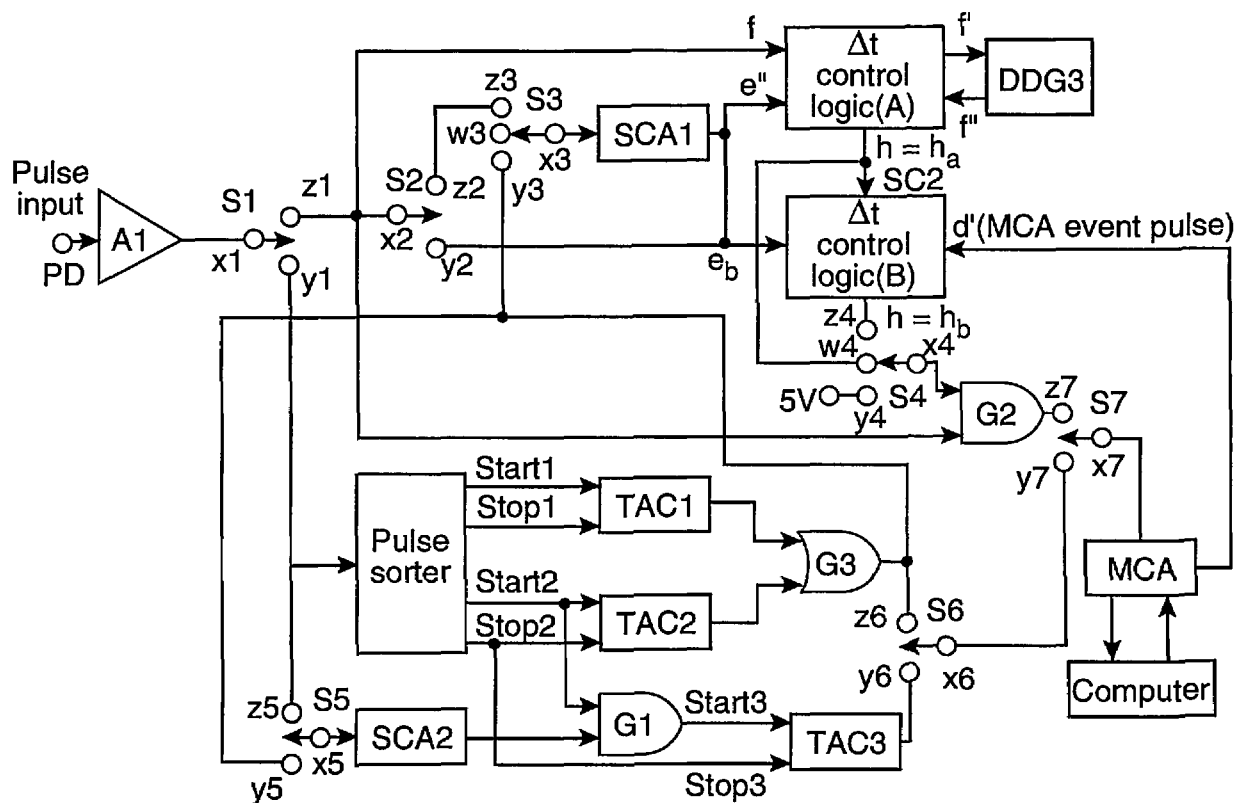 f
Δt
control
logic(A)
f'
DDG3
f"
e"
z3
S3
w3
x3
SCA1
y3
h = ha
SC2
Pulse
input
PD
A1
S1
x1
z1
y1
S2
z2
x2
y2
eb
Δt
control
logic(B)
d'(MCA event pulse)
z4
h = hb
w4
x4
5V
y4
S4
G2
z7
S7
x7
y7
Pulse
sorter
Start1
Stop1
TAC1
Start2
Stop2
TAC2
G3
z6
S6
x6
y6
MCA
Computer
z5
S5
x5
y5
SCA2
G1
Start3
Stop3
TAC3